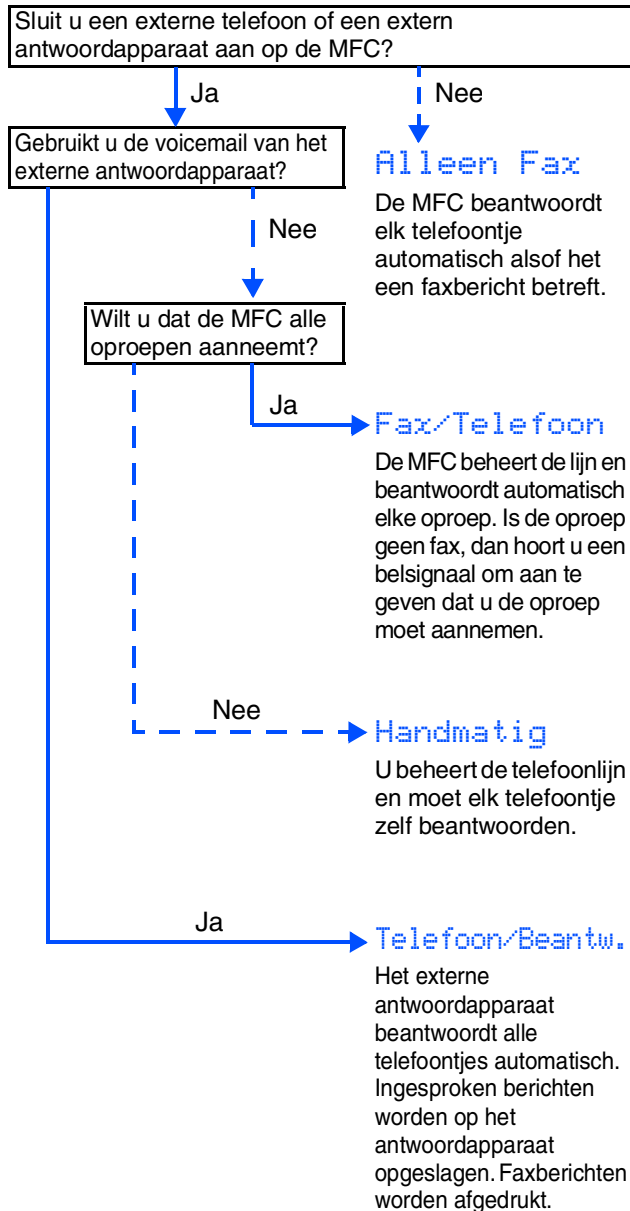 Sluit u een externe telefoon of een extern
antwoordapparaat aan op de MFC?
Ja
Nee
Gebruikt u de voicemail van het
externe antwoordapparaat?
Alleen Fax
De MFC beantwoordt
elk telefoontje
automatisch alsof het
een faxbericht betreft.
Nee
Wilt u dat de MFC alle
oproepen aanneemt?
Ja
Fax/Telefoon
De MFC beheert de lijn en
beantwoordt automatisch
elke oproep. Is de oproep
geen fax, dan hoort u een
belsignaal om aan te
geven dat u de oproep
moet aannemen.
Nee
Handmatig
U beheert de telefoonlijn
en moet elk telefoontje
zelf beantwoorden.
Ja
Telefoon/Beantw.
Het externe
antwoordapparaat
beantwoordt alle
telefoontjes automatisch.
Ingesproken berichten
worden op het
antwoordapparaat
opgeslagen. Faxberichten
worden afgedrukt.